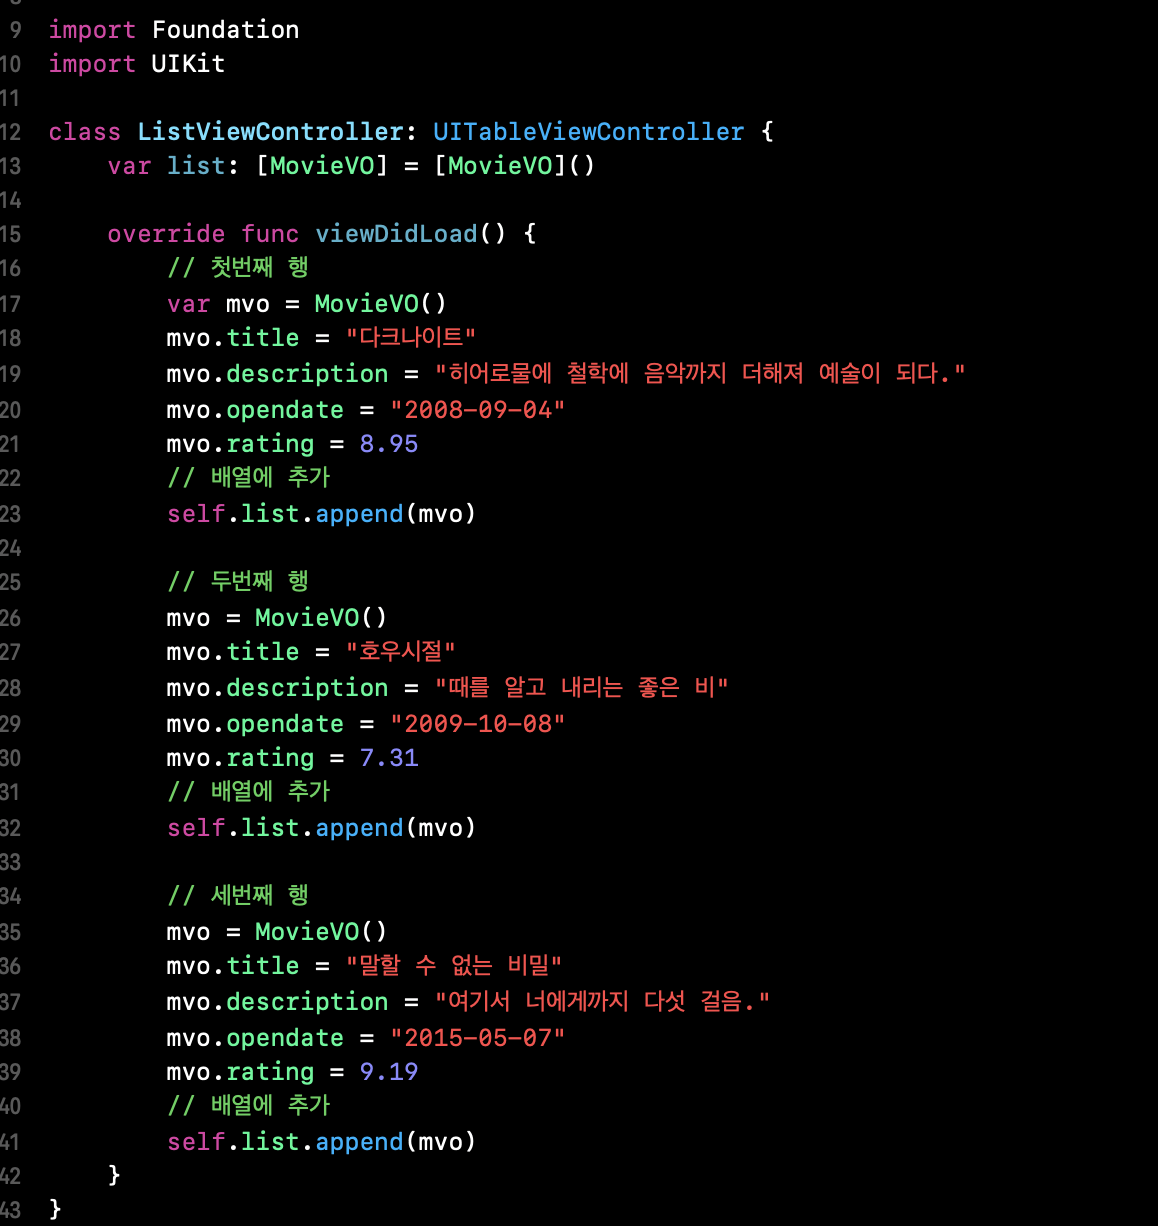 9 import Foundation
10 import UIKit
11
12 class ListViewController: UITableViewController {
13     var list: [MovieVO] = [MovieVO]()
14
15     override func viewDidLoad() {
16         // 첫번째 행
17         var mvo = MovieVO()
18         mvo.title = "다크나이트"
19         mvo.description = "히어로물에 철학에 음악까지 더해져 예술이 되다."
20         mvo.opendate = "2008-09-04"
21         mvo.rating = 8.95
22         // 배열에 추가
23         self.list.append(mvo)
24
25         // 두번째 행
26         mvo = MovieVO()
27         mvo.title = "호우시절"
28         mvo.description = "때를 알고 내리는 좋은 비"
29         mvo.opendate = "2009-10-08"
30         mvo.rating = 7.31
31         // 배열에 추가
32         self.list.append(mvo)
33
34         // 세번째 행
35         mvo = MovieVO()
36         mvo.title = "말할 수 없는 비밀"
37         mvo.description = "여기서 너에게까지 다섯 걸음."
38         mvo.opendate = "2015-05-07"
39         mvo.rating = 9.19
40         // 배열에 추가
41         self.list.append(mvo)
42     }
43 }